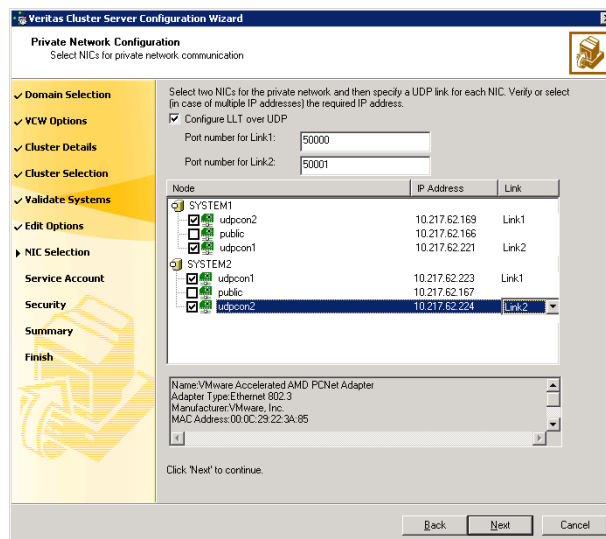 Veritas Cluster Server Configuration Wizard
Private Network Configuration
Select NICs for private network communication
Domain Selection
VCW Options
Cluster Details
Cluster Selection
Validate Systems
Edit Options
NIC Selection
Service Account
Security
Summary
Finish
Select two NICs for the private network and then specify a UDP link for each NIC. Verify or select
(in case of multiple IP addresses) the required IP address.
Configure LLT over UDP
Port number for Link1: 50000
Port number for Link2: 50001
Node IP Address Link
SYSTEM1
udpcon2 10.217.62.169 Link1
public 10.217.62.166
udpcon1 10.217.62.221 Link2
SYSTEM2
udpcon1 10.217.62.223 Link1
public 10.217.62.167
udpcon2 10.217.62.224 Link2
Name:VMware Accelerated AMD PCNet Adapter
Adapter Type:Ethernet 802.3
Manufacturer:VMware, Inc.
MAC Address:00:0C:29:22:3A:85
Click 'Next' to continue.
Back Next Cancel